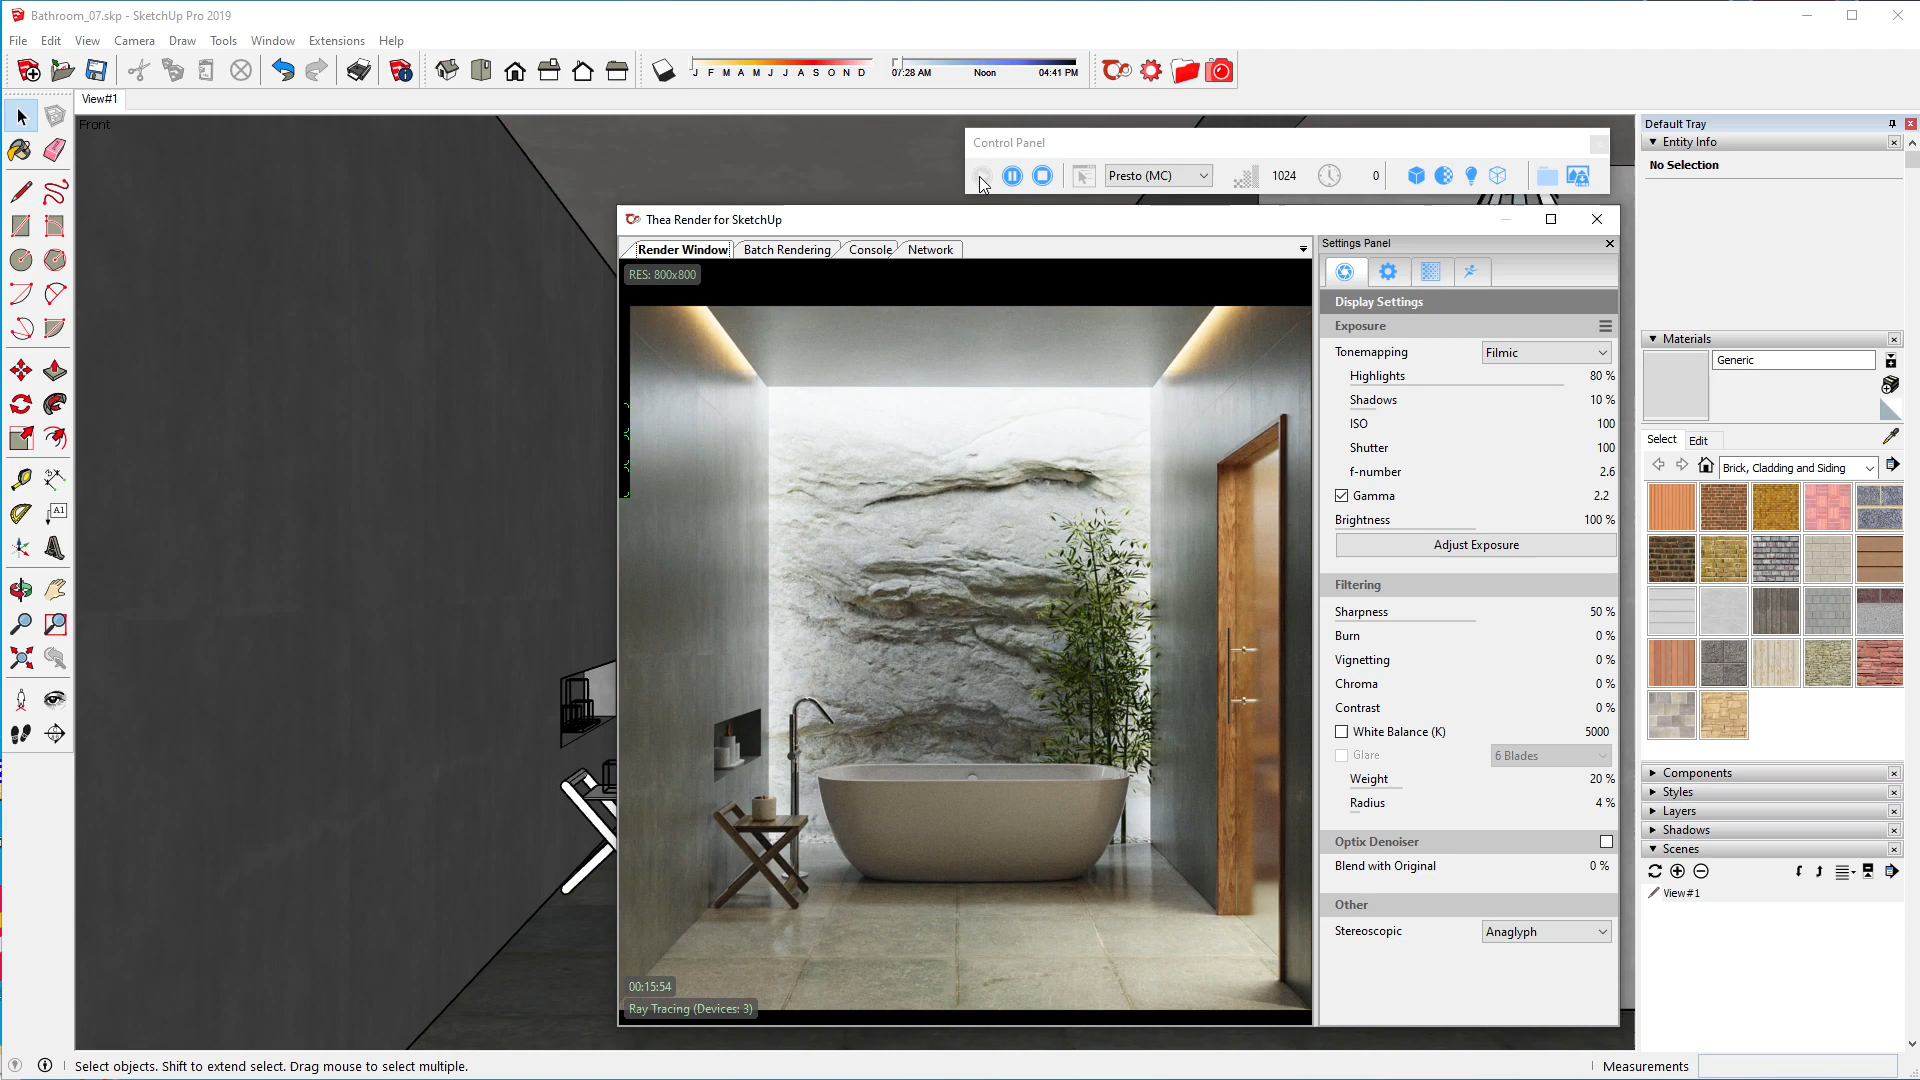 Bathroom_07.skp - SketchUp Pro 2019
File Edit View Camera Draw Tools Window Extensions Help
J F M A M J J A S O N D
07:28 AM Noon 04:41 PM
View#1
Front
Control Panel
Presto (MC) 1024 0
Thea Render for SketchUp
Render Window Batch Rendering Console Network
RES: 800x800
00:15:54
Ray Tracing (Devices: 3)
Settings Panel
Display Settings
Exposure
Tonemapping Filmic
Highlights 80 %
Shadows 10 %
ISO 100
Shutter 100
f-number 2.6
Gamma 2.2
Brightness 100 %
Adjust Exposure
Filtering
Sharpness 50 %
Burn 0 %
Vignetting 0 %
Chroma 0 %
Contrast 0 %
White Balance (K) 5000
Glare 6 Blades
Weight 20 %
Radius 4 %
Optix Denoiser
Blend with Original 0 %
Other
Stereoscopic Anaglyph
Default Tray
Entity Info
No Selection
Materials
Generic
Select Edit
Brick, Cladding and Siding
Components
Styles
Layers
Shadows
Scenes
View#1
A1
Select objects. Shift to extend select. Drag mouse to select multiple.
Measurements